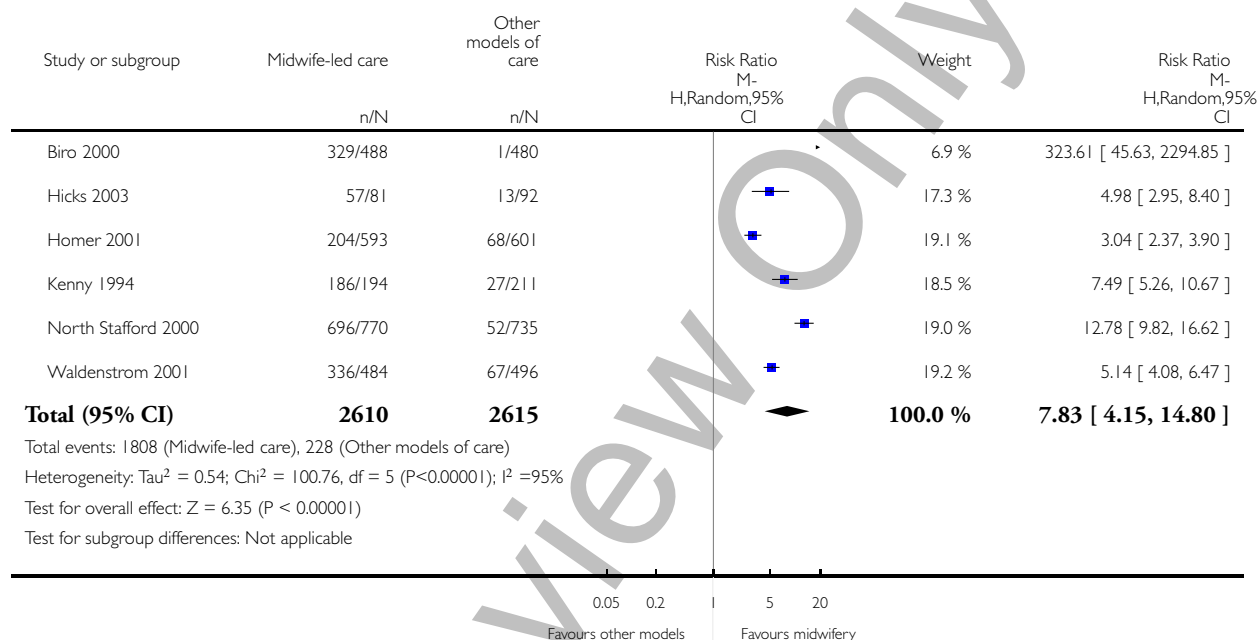 Study or subgroup Midwife-led care Other models of care Risk Ratio M-H,Random,95% CI Weight Risk Ratio M-H,Random,95% CI
n/N n/N
Biro 2000 329/488 1/480 6.9 % 323.61 [ 45.63, 2294.85 ]
Hicks 2003 57/81 13/92 17.3 % 4.98 [ 2.95, 8.40 ]
Homer 2001 204/593 68/601 19.1 % 3.04 [ 2.37, 3.90 ]
Kenny 1994 186/194 27/211 18.5 % 7.49 [ 5.26, 10.67 ]
North Stafford 2000 696/770 52/735 19.0 % 12.78 [ 9.82, 16.62 ]
Waldenstrom 2001 336/484 67/496 19.2 % 5.14 [ 4.08, 6.47 ]
Total (95% CI) 2610 2615 100.0 % 7.83 [ 4.15, 14.80 ]
Total events: 1808 (Midwife-led care), 228 (Other models of care)
Heterogeneity: Tau² = 0.54; Chi² = 100.76, df = 5 (P<0.00001); I² =95%
Test for overall effect: Z = 6.35 (P < 0.00001)
Test for subgroup differences: Not applicable
0.05 0.2 1 5 20
Favours other models Favours midwifery
view Only